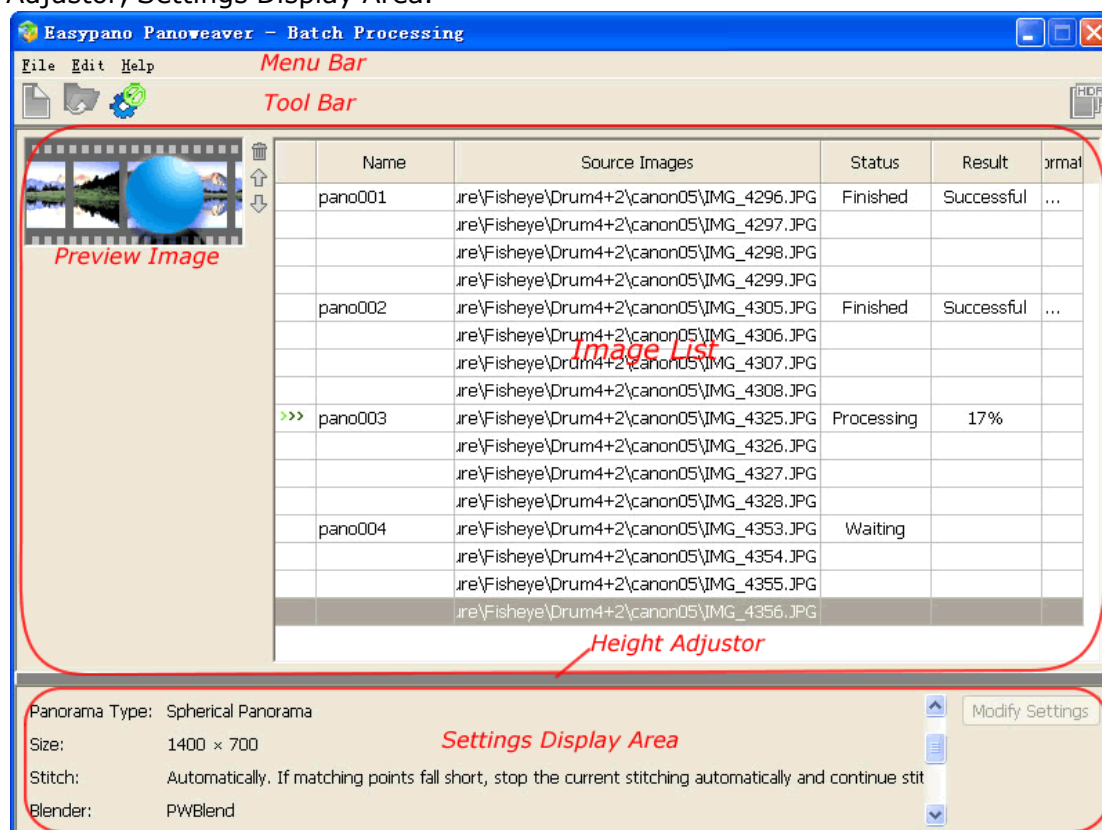 Adjustor, Settings Display Area.
Easypano Panoweaver - Batch Processing
File Edit Help Menu Bar
Tool Bar
HDR
Name Source Images Status Result ormat
pano001 ure\Fisheye\Drum4+2\canon05\IMG_4296.JPG Finished Successful ...
ure\Fisheye\Drum4+2\canon05\IMG_4297.JPG
Preview Image
ure\Fisheye\Drum4+2\canon05\IMG_4298.JPG
ure\Fisheye\Drum4+2\canon05\IMG_4299.JPG
pano002 ure\Fisheye\Drum4+2\canon05\IMG_4305.JPG Finished Successful ...
ure\Fisheye\Drum4+2\canon05\IMG_4306.JPG
Image List
ure\Fisheye\Drum4+2\canon05\IMG_4307.JPG
ure\Fisheye\Drum4+2\canon05\IMG_4308.JPG
>>> pano003 ure\Fisheye\Drum4+2\canon05\IMG_4325.JPG Processing 17%
ure\Fisheye\Drum4+2\canon05\IMG_4326.JPG
ure\Fisheye\Drum4+2\canon05\IMG_4327.JPG
ure\Fisheye\Drum4+2\canon05\IMG_4328.JPG
pano004 ure\Fisheye\Drum4+2\canon05\IMG_4353.JPG Waiting
ure\Fisheye\Drum4+2\canon05\IMG_4354.JPG
ure\Fisheye\Drum4+2\canon05\IMG_4355.JPG
ure\Fisheye\Drum4+2\canon05\IMG_4356.JPG
Height Adjustor
Panorama Type: Spherical Panorama Modify Settings
Size: 1400 × 700 Settings Display Area
Stitch: Automatically. If matching points fall short, stop the current stitching automatically and continue stit
Blender: PWBlend